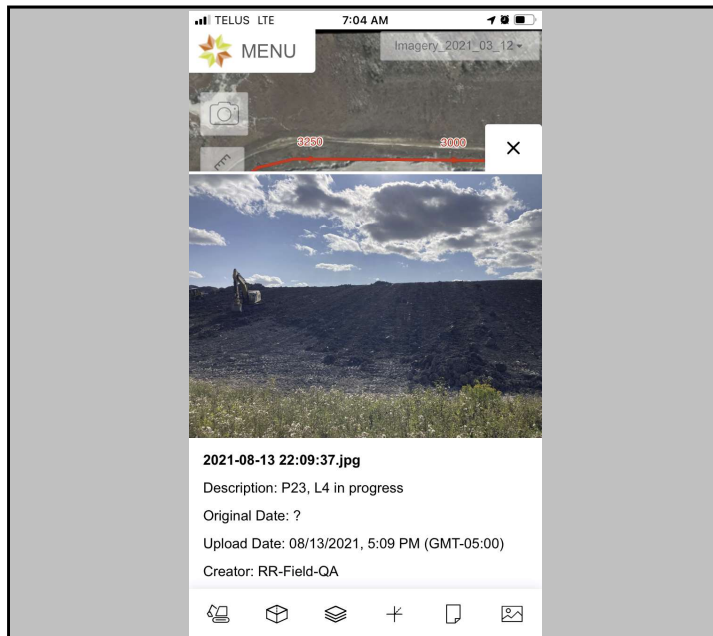 TELUS LTE 7:04 AM
MENU
Imagery_2021_03_12
3250
3000
2021-08-13 22:09:37.jpg
Description: P23, L4 in progress
Original Date: ?
Upload Date: 08/13/2021, 5:09 PM (GMT-05:00)
Creator: RR-Field-QA